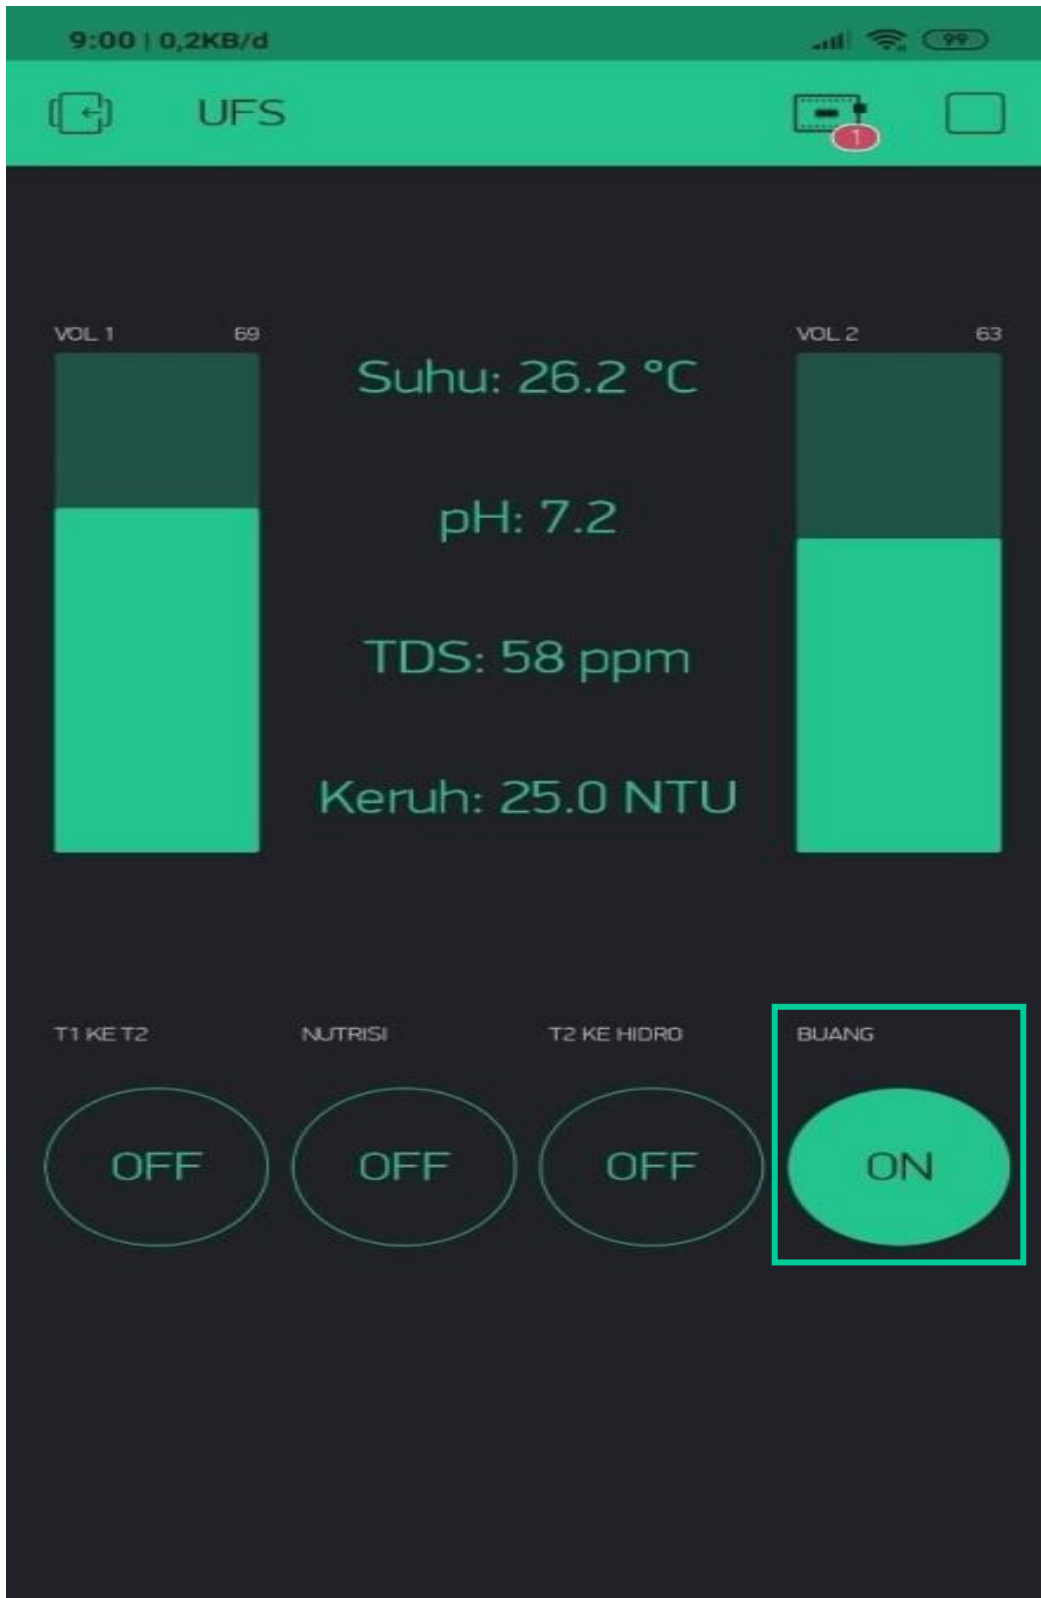 9:00 | 0,2KB/d 99
UFS
1
VOL 1 69
VOL 2 63
Suhu: 26.2 °C
pH: 7.2
TDS: 58 ppm
Keruh: 25.0 NTU
T1 KE T2 NUTRISI T2 KE HIDRO BUANG
OFF OFF OFF ON